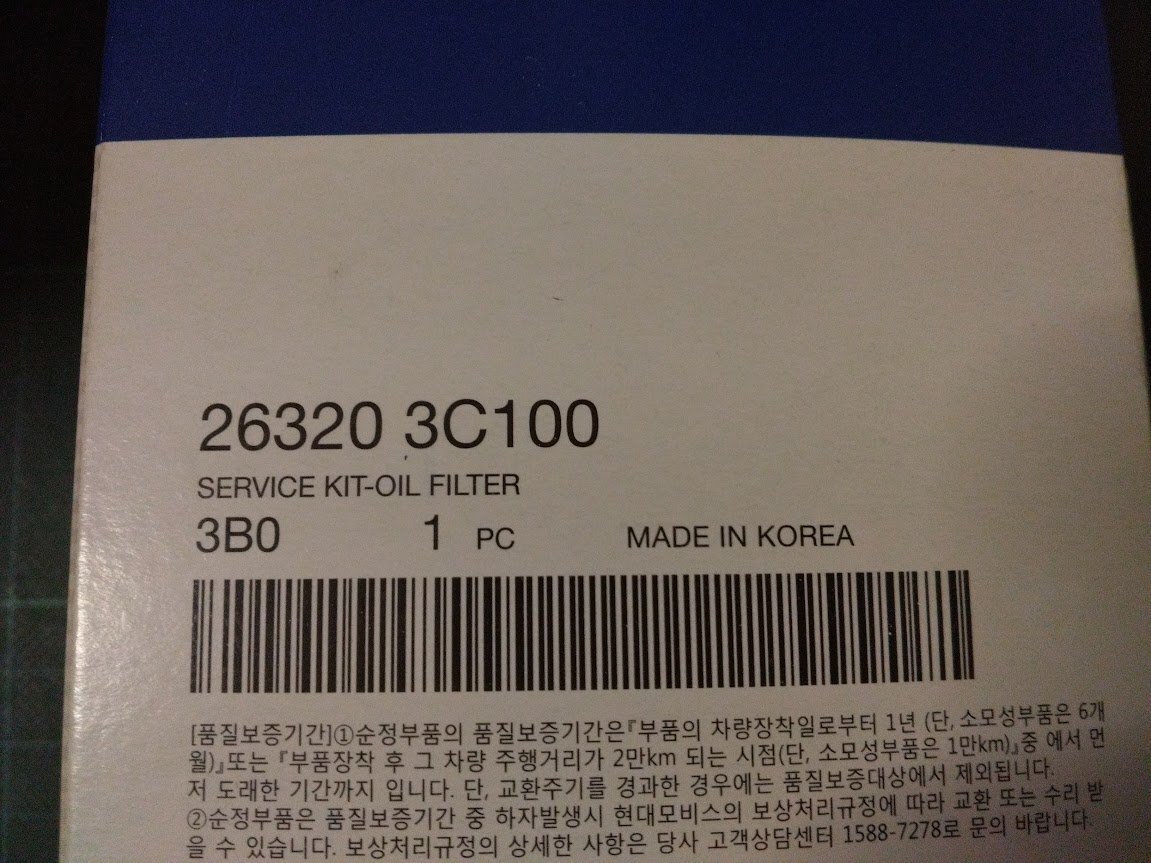 26320 3C100
SERVICE KIT-OIL FILTER
3B0 1 PC MADE IN KOREA
[품질보증기간]①순정부품의 품질보증기간은『부품의 차량장착일로부터 1년 (단, 소모성부품은 6개
월)』또는 『부품장착 후 그 차량 주행거리가 2만km 되는 시점(단, 소모성부품은 1만km)』중 에서 먼
저 도래한 기간까지 입니다. 단, 교환주기를 경과한 경우에는 품질보증대상에서 제외됩니다.
②순정부품은 품질보증기간 중 하자발생시 현대모비스의 보상처리규정에 따라 교환 또는 수리 받
을 수 있습니다. 보상처리규정의 상세한 사항은 당사 고객상담센터 1588-7278로 문의 바랍니다.